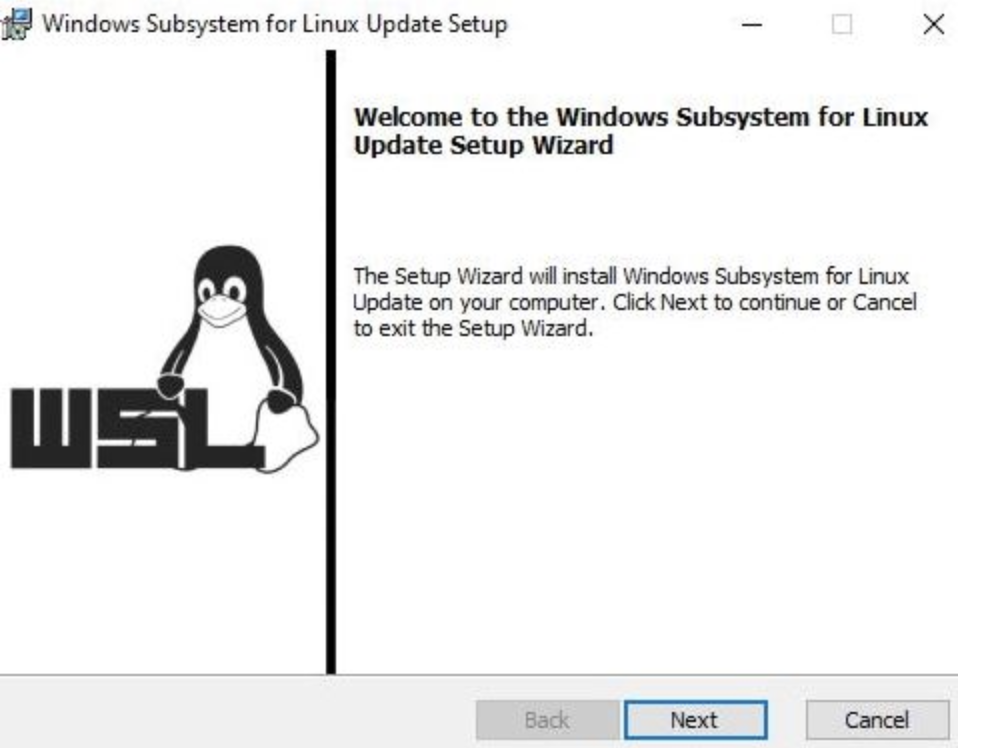 Windows Subsystem for Linux Update Setup
Welcome to the Windows Subsystem for Linux
Update Setup Wizard
The Setup Wizard will install Windows Subsystem for Linux
Update on your computer. Click Next to continue or Cancel
to exit the Setup Wizard.
WSL
Back Next Cancel